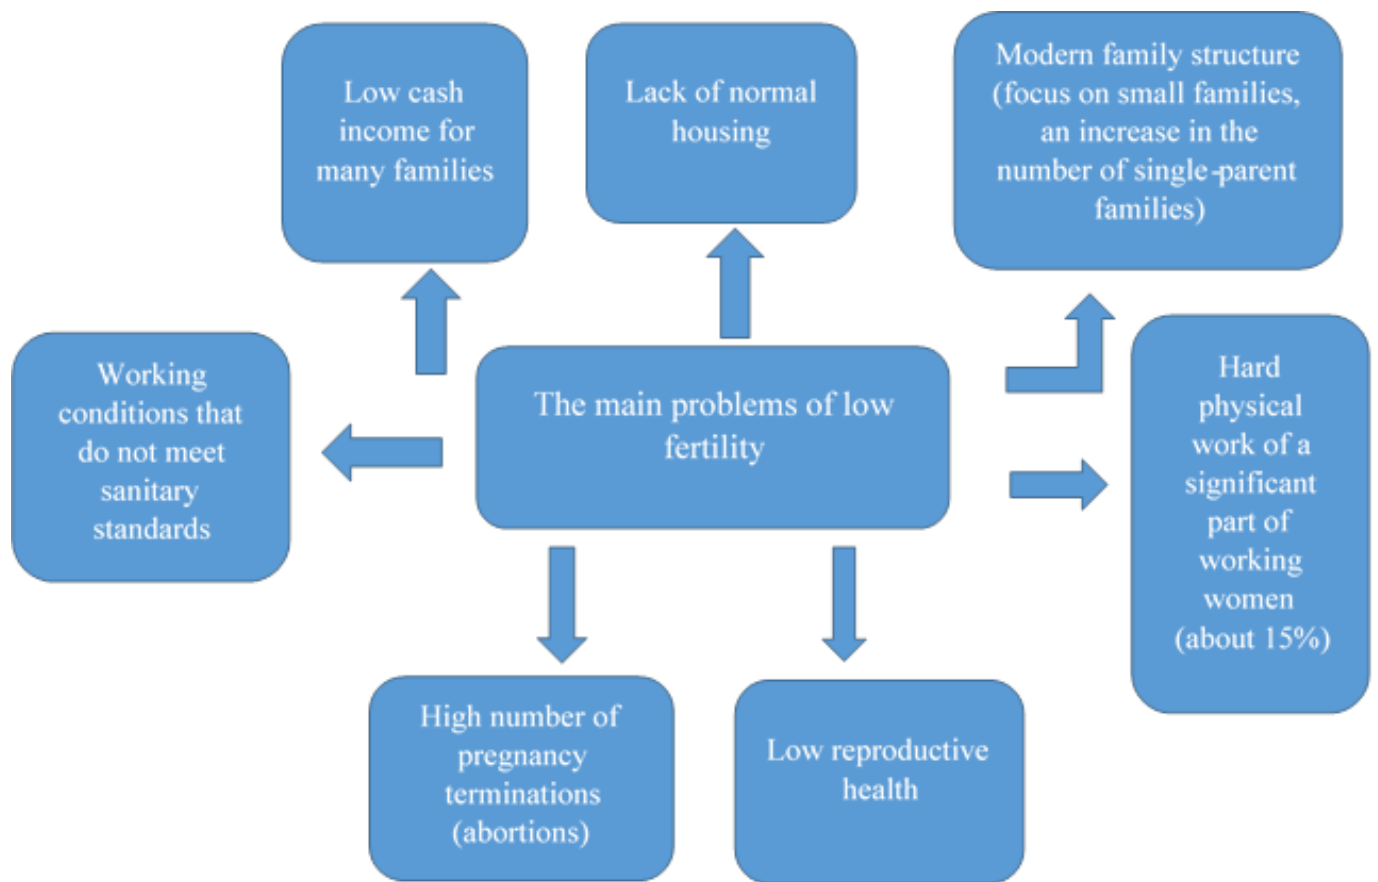 Low cash
income for
many families
Lack of normal
housing
Modern family structure
(focus on small families,
an increase in the
number of single-parent
families)
Working
conditions that
do not meet
sanitary
standards
The main problems of low
fertility
Hard
physical
work of a
significant
part of
working
women
(about 15%)
High number of
pregnancy
terminations
(abortions)
Low reproductive
health